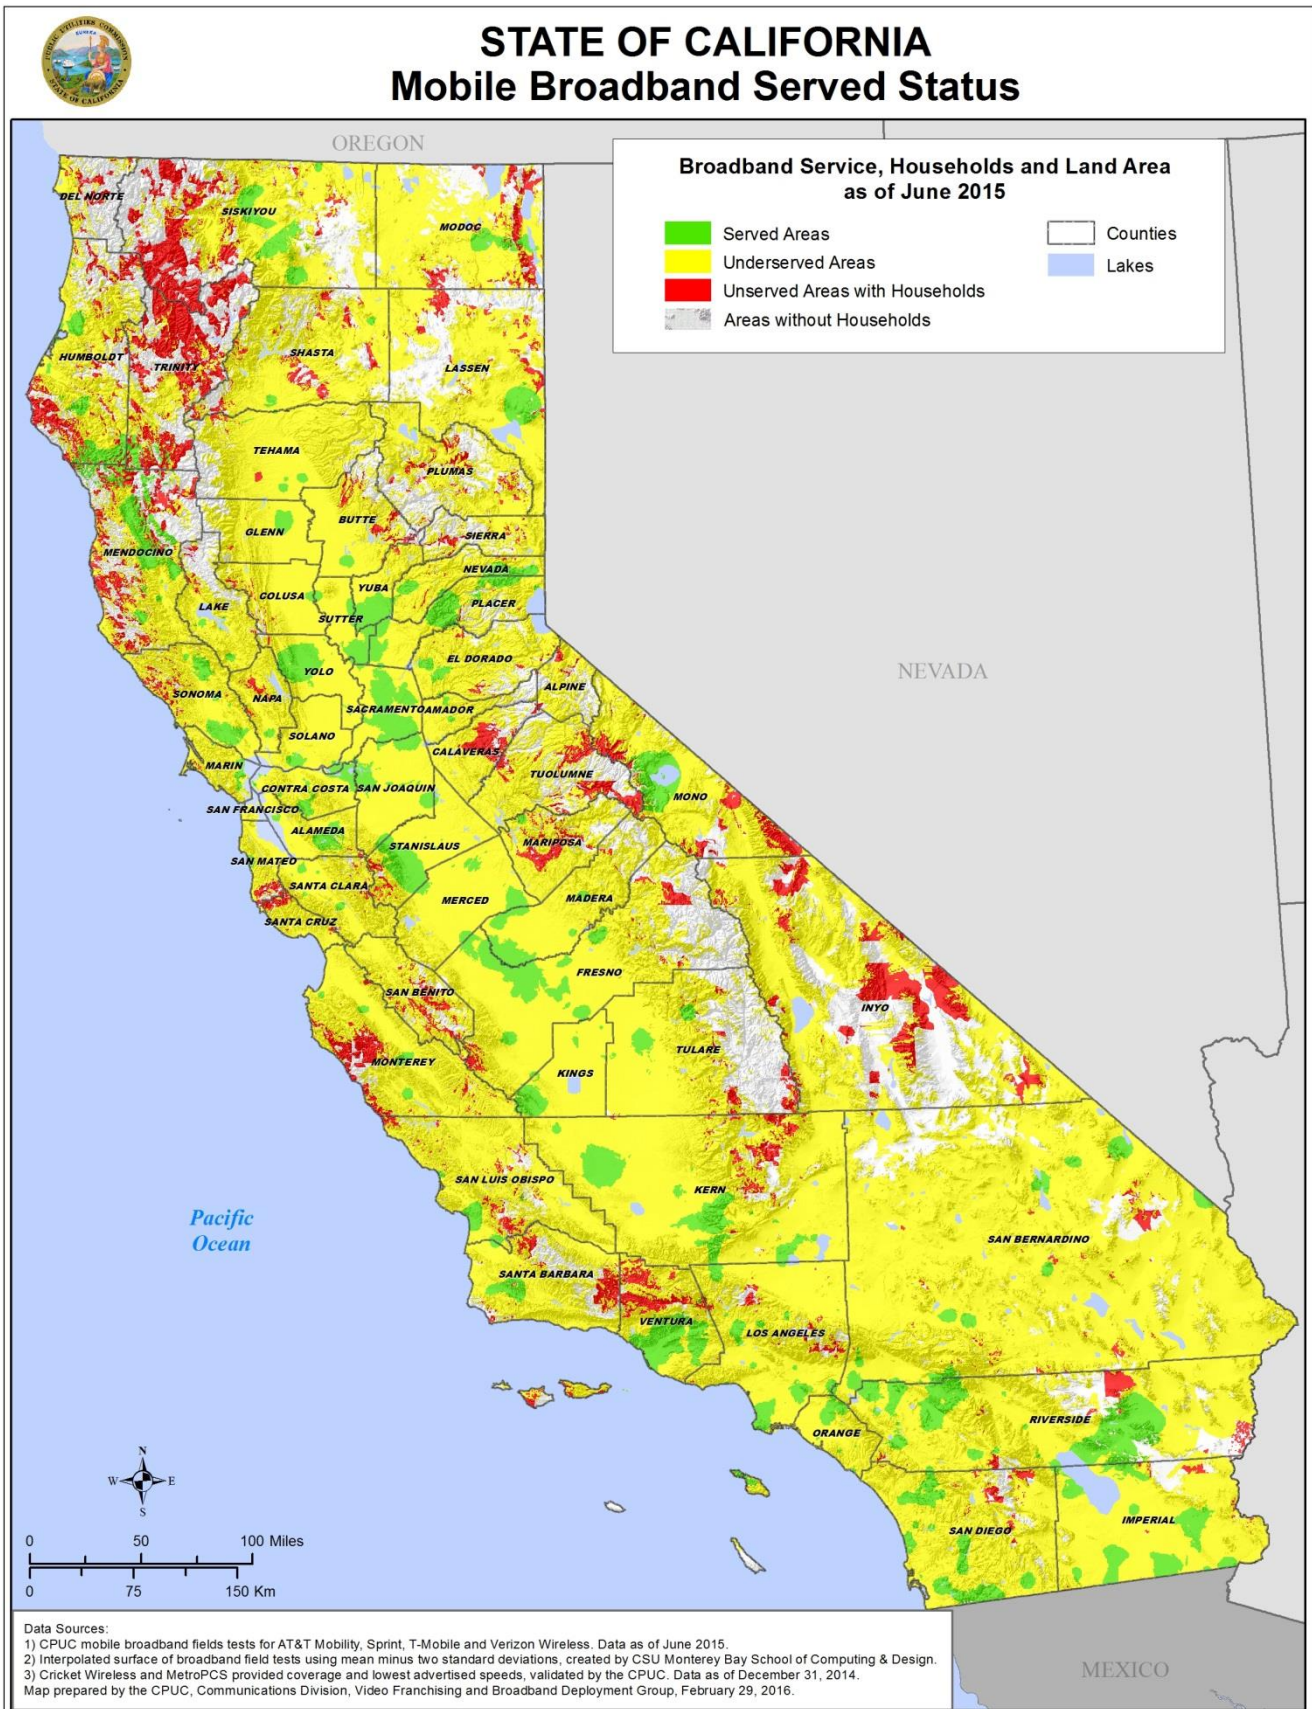 STATE OF CALIFORNIA
Mobile Broadband Served Status
PUBLIC UTILITIES COMMISSION
EUREKA
STATE OF CALIFORNIA
Broadband Service, Households and Land Area
as of June 2015
Served Areas
Underserved Areas
Unserved Areas with Households
Areas without Households
Counties
Lakes
OREGON
DEL NORTE
SISKIYOU
MODOC
HUMBOLDT
TRINITY
SHASTA
LASSEN
TEHAMA
PLUMAS
GLENN
BUTTE
SIERRA
MENDOCINO
NEVADA
YUBA
COLUSA
LAKE
PLACER
SUTTER
EL DORADO
YOLO
NEVADA
ALPINE
SONOMA
NAPA
SACRAMENTO
AMADOR
SOLANO
CALAVERAS
MARIN
TUOLUMNE
CONTRA COSTA
SAN JOAQUIN
MONO
SAN FRANCISCO
ALAMEDA
STANISLAUS
MARIPOSA
SAN MATEO
SANTA CLARA
MERCED
MADERA
SANTA CRUZ
FRESNO
SAN BENITO
INYO
MONTEREY
TULARE
KINGS
SAN LUIS OBISPO
KERN
Pacific
Ocean
SAN BERNARDINO
SANTA BARBARA
VENTURA
LOS ANGELES
RIVERSIDE
ORANGE
SAN DIEGO
IMPERIAL
N
W E
S
0 50 100 Miles
0 75 150 Km
Data Sources:
1) CPUC mobile broadband fields tests for AT&T Mobility, Sprint, T-Mobile and Verizon Wireless. Data as of June 2015.
2) Interpolated surface of broadband field tests using mean minus two standard deviations, created by CSU Monterey Bay School of Computing & Design.
3) Cricket Wireless and MetroPCS provided coverage and lowest advertised speeds, validated by the CPUC. Data as of December 31, 2014.
Map prepared by the CPUC, Communications Division, Video Franchising and Broadband Deployment Group, February 29, 2016.
MEXICO